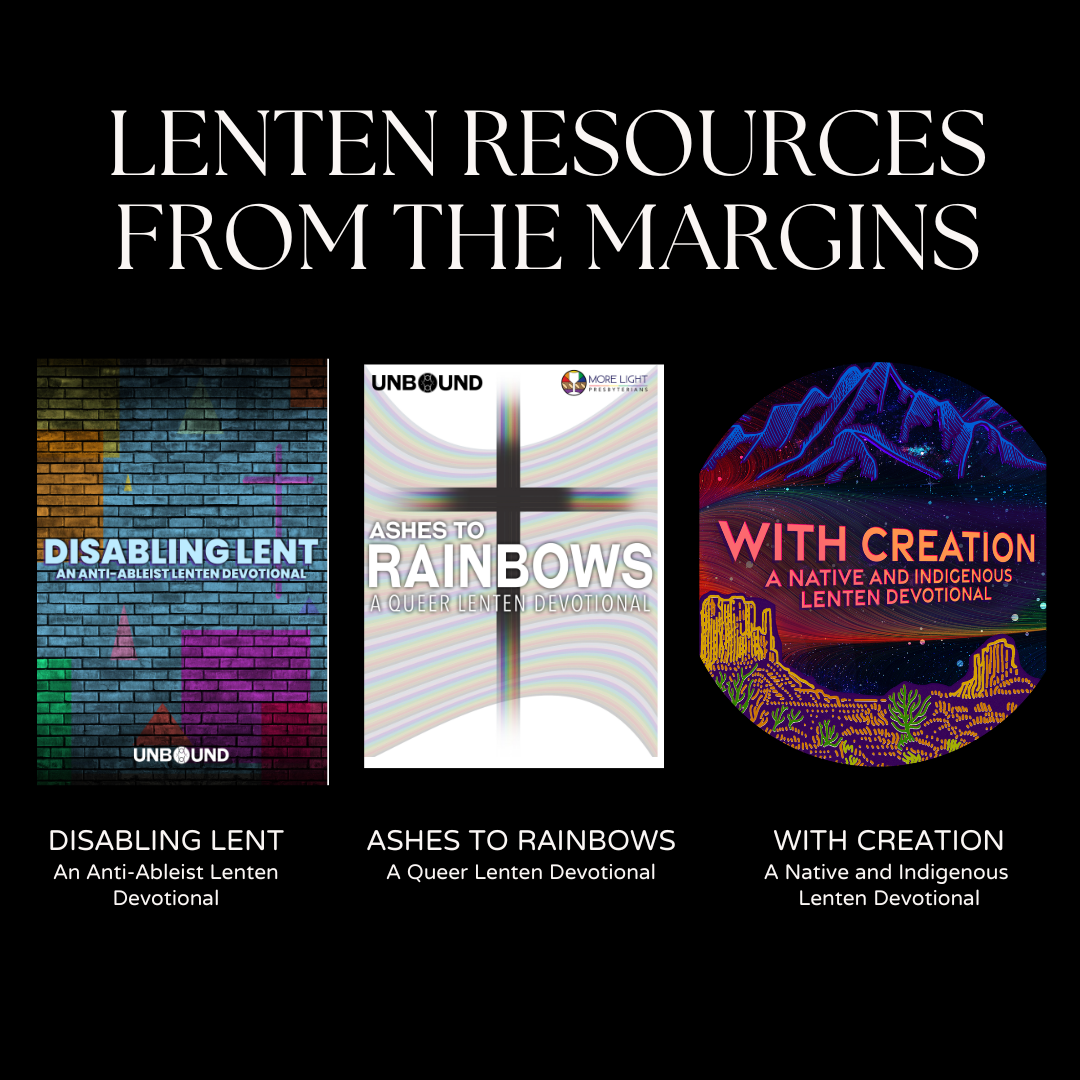 LENTEN RESOURCES
FROM THE MARGINS
DISABLING LENT
AN ANTI-ABLEIST LENTEN DEVOTIONAL
UNBOUND
UNBOUND
MORE LIGHT
PRESBYTERIANS
ASHES TO
RAINBOWS
A QUEER LENTEN DEVOTIONAL
WITH CREATION
A NATIVE AND INDIGENOUS
LENTEN DEVOTIONAL
DISABLING LENT
An Anti-Ableist Lenten
Devotional
ASHES TO RAINBOWS
A Queer Lenten Devotional
WITH CREATION
A Native and Indigenous
Lenten Devotional